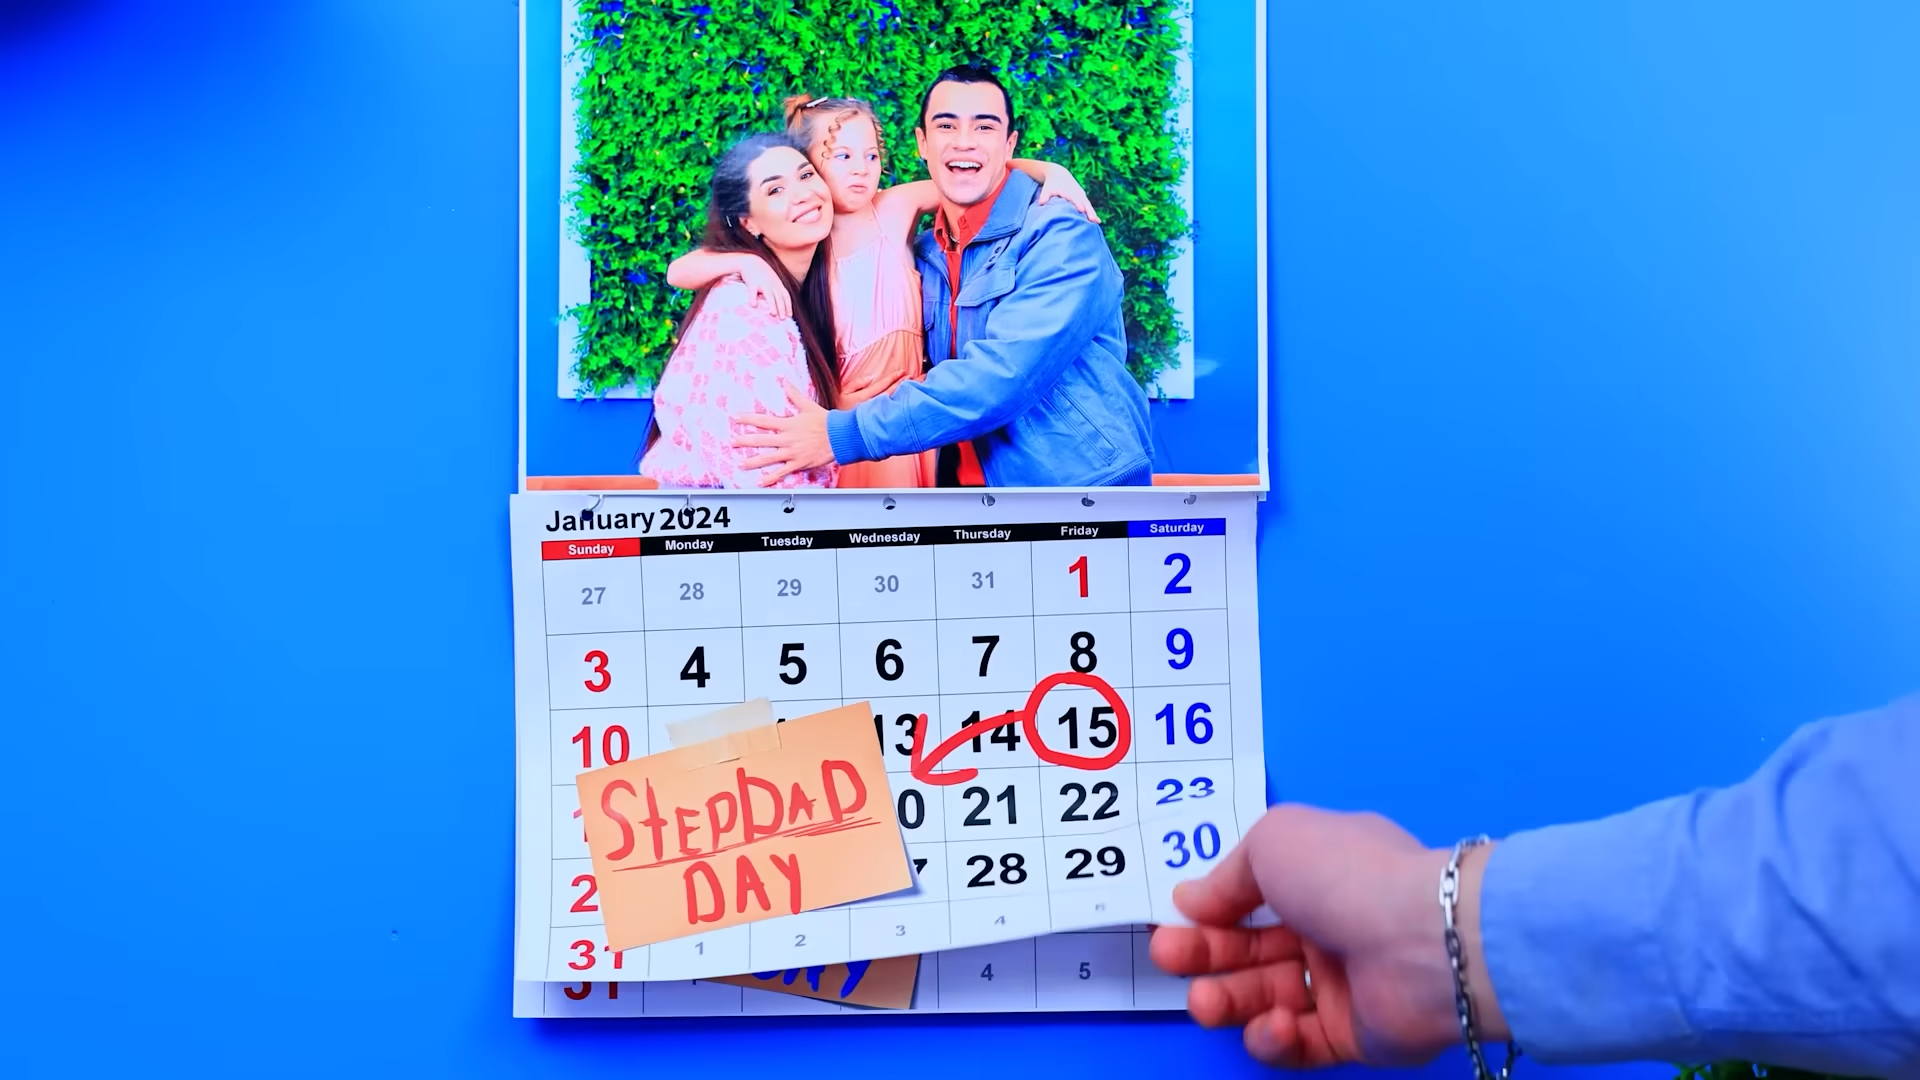 January 2024
Sunday Monday Tuesday Wednesday Thursday Friday Saturday
27 28 29 30 31 1 2
3 4 5 6 7 8 9
10 13 14 15 16
21 22 23
28 29 30
31 1 2 3 4
StepDaD
DAY
4 5